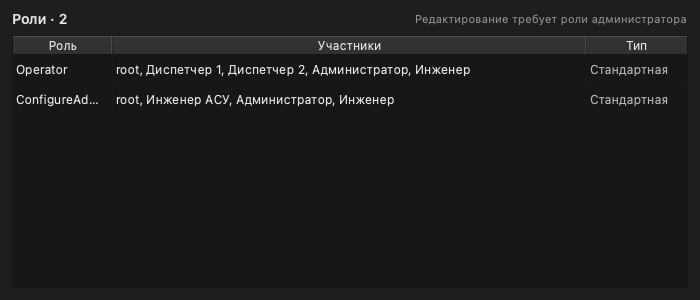 Роли · 2
Редактирование требует роли администратора
Роль Участники Тип
Operator root, Диспетчер 1, Диспетчер 2, Администратор, Инженер Стандартная
ConfigureAd... root, Инженер АСУ, Администратор, Инженер Стандартная